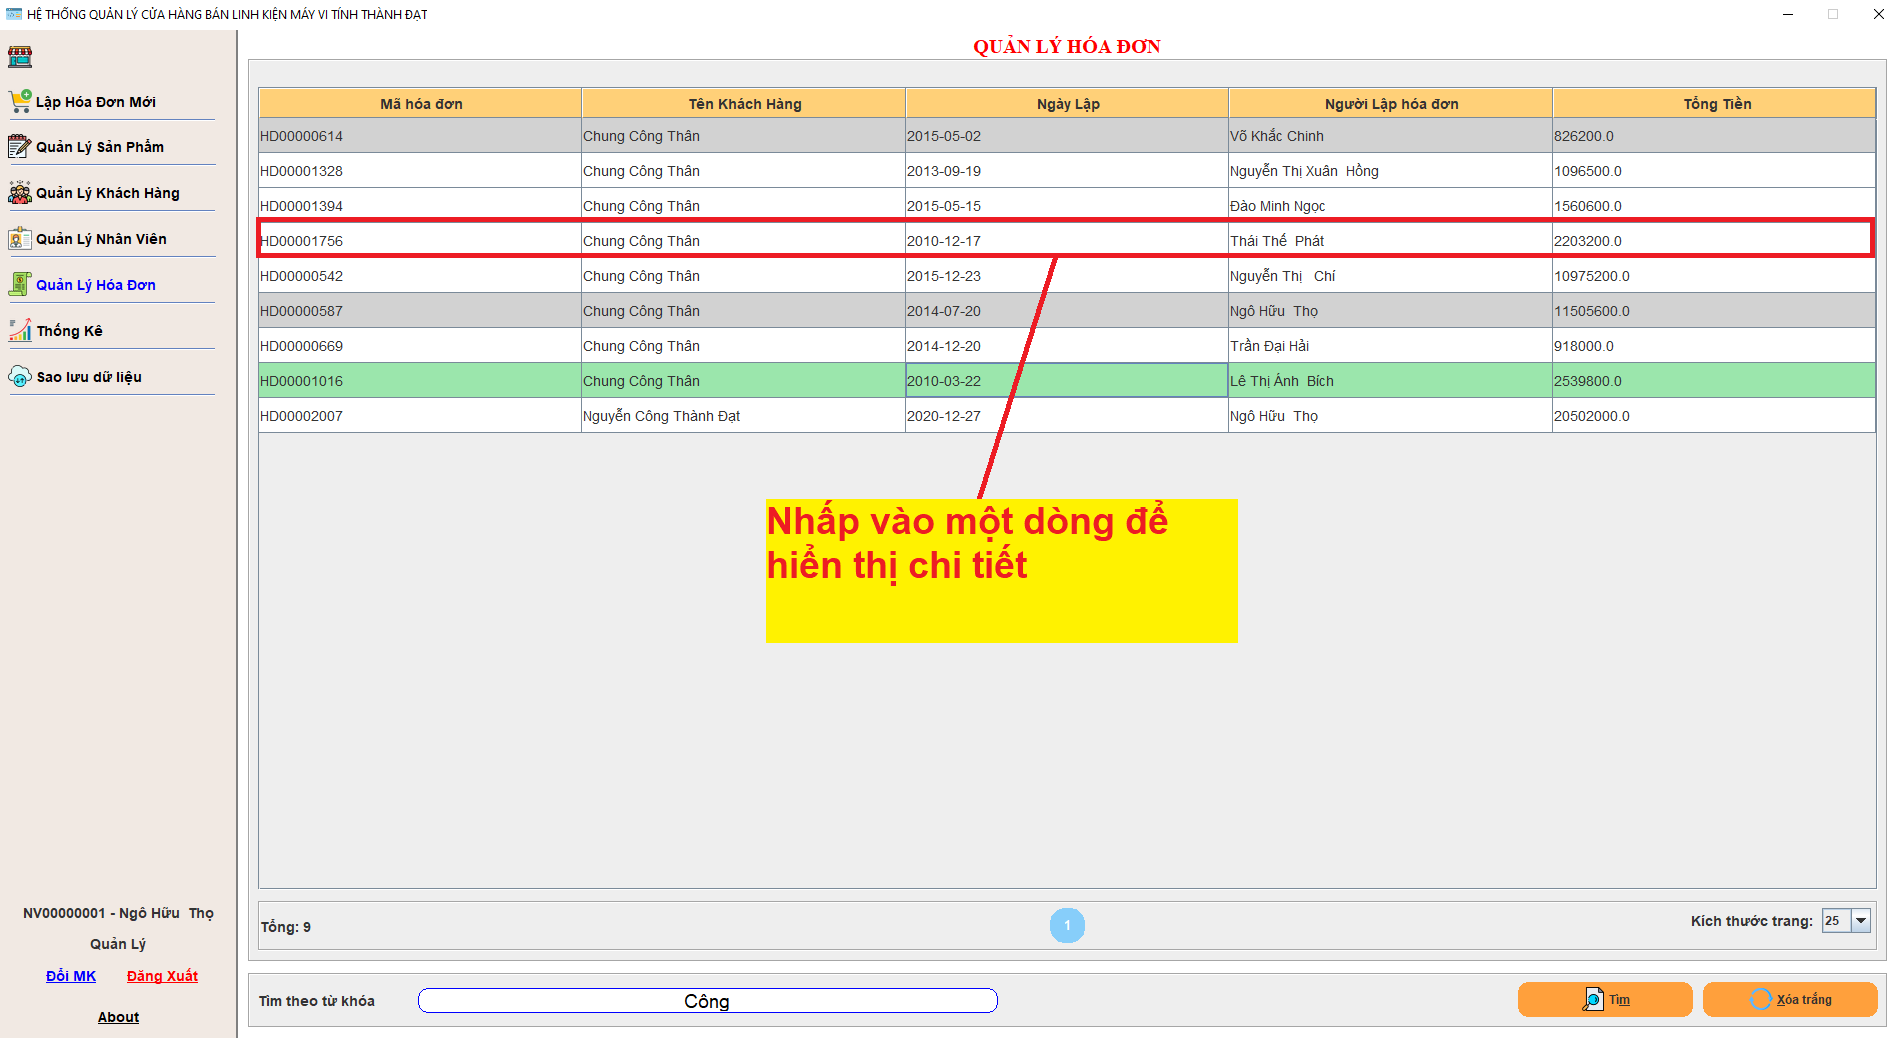 HỆ THỐNG QUẢN LÝ CỬA HÀNG BÁN LINH KIỆN MÁY VI TÍNH THÀNH ĐẠT
Lập Hóa Đơn Mới
Quản Lý Sản Phẩm
Quản Lý Khách Hàng
Quản Lý Nhân Viên
Quản Lý Hóa Đơn
Thống Kê
Sao lưu dữ liệu
NV00000001 - Ngô Hữu  Thọ
Quản Lý
Đổi MK Đăng Xuất
About
QUẢN LÝ HÓA ĐƠN
Mã hóa đơn Tên Khách Hàng Ngày Lập Người Lập hóa đơn Tổng Tiền
HD00000614 Chung Công Thân 2015-05-02 Võ Khắc Chinh 826200.0
HD00001328 Chung Công Thân 2013-09-19 Nguyễn Thị Xuân  Hồng 1096500.0
HD00001394 Chung Công Thân 2015-05-15 Đào Minh Ngọc 1560600.0
HD00001756 Chung Công Thân 2010-12-17 Thái Thế  Phát 2203200.0
HD00000542 Chung Công Thân 2015-12-23 Nguyễn Thị   Chí 10975200.0
HD00000587 Chung Công Thân 2014-07-20 Ngô Hữu  Thọ 11505600.0
HD00000669 Chung Công Thân 2014-12-20 Trần Đại Hải 918000.0
HD00001016 Chung Công Thân 2010-03-22 Lê Thị Ánh  Bích 2539800.0
HD00002007 Nguyễn Công Thành Đạt 2020-12-27 Ngô Hữu  Thọ 20502000.0
Nhấp vào một dòng để
hiển thị chi tiết
Tổng: 9 1 Kích thước trang: 25
Tìm theo từ khóa Công Tìm Xóa trắng